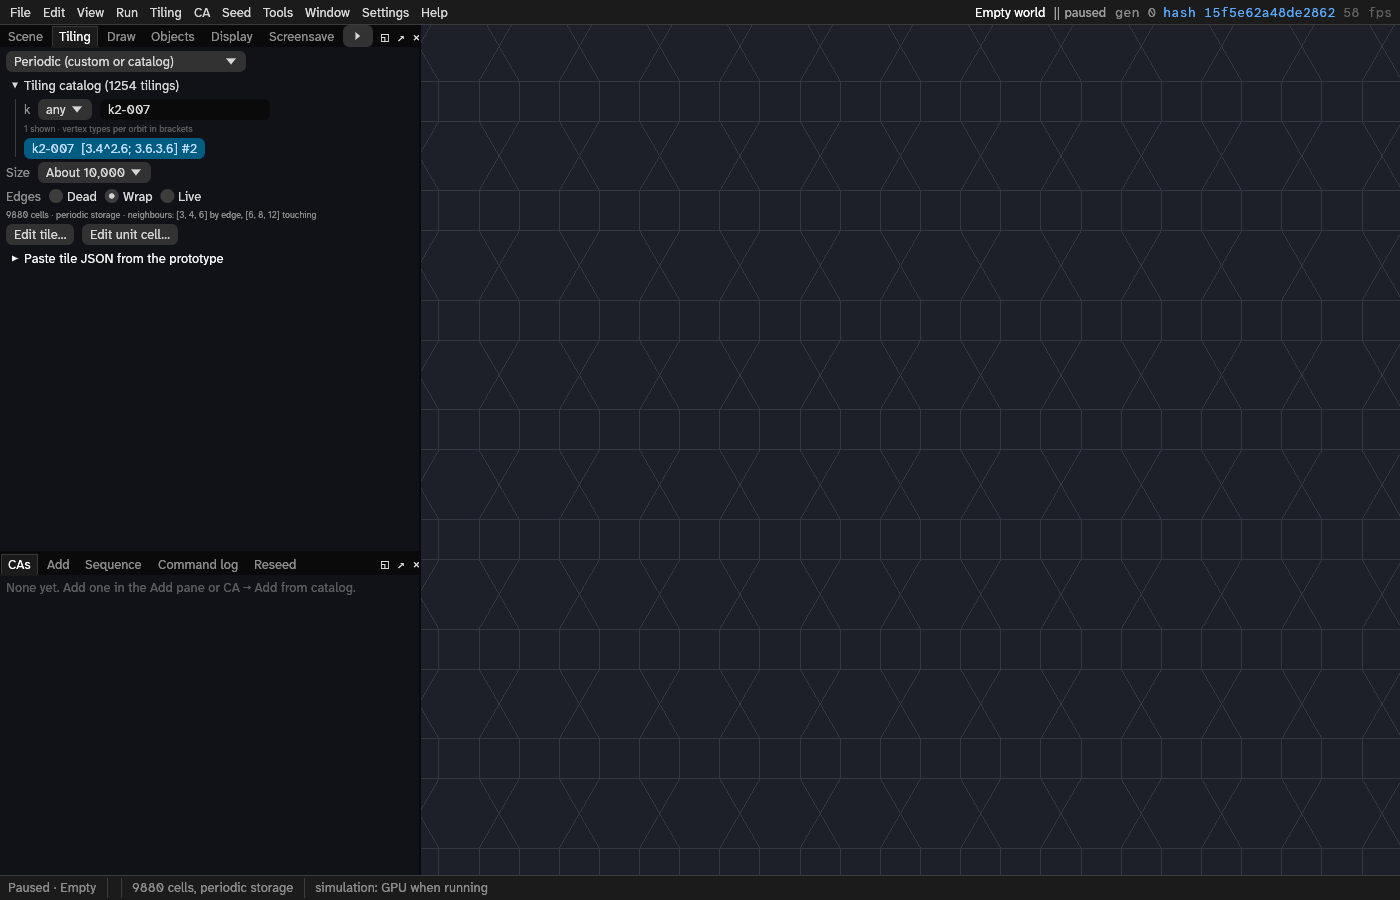 File Edit View Run Tiling CA Seed Tools Window Settings Help
Empty world || paused gen 0 hash 15f5e62a48de2862 58 fps
Scene Tiling Draw Objects Display Screensave
Periodic (custom or catalog)
Tiling catalog (1254 tilings)
k any k2-007
1 shown · vertex types per orbit in brackets
k2-007 [3.4^2.6; 3.6.3.6] #2
Size About 10,000
Edges Dead Wrap Live
9880 cells · periodic storage · neighbours: [3, 4, 6] by edge, [6, 8, 12] touching
Edit tile... Edit unit cell...
Paste tile JSON from the prototype
CAs Add Sequence Command log Reseed
None yet. Add one in the Add pane or CA → Add from catalog.
Paused · Empty 9880 cells, periodic storage simulation: GPU when running